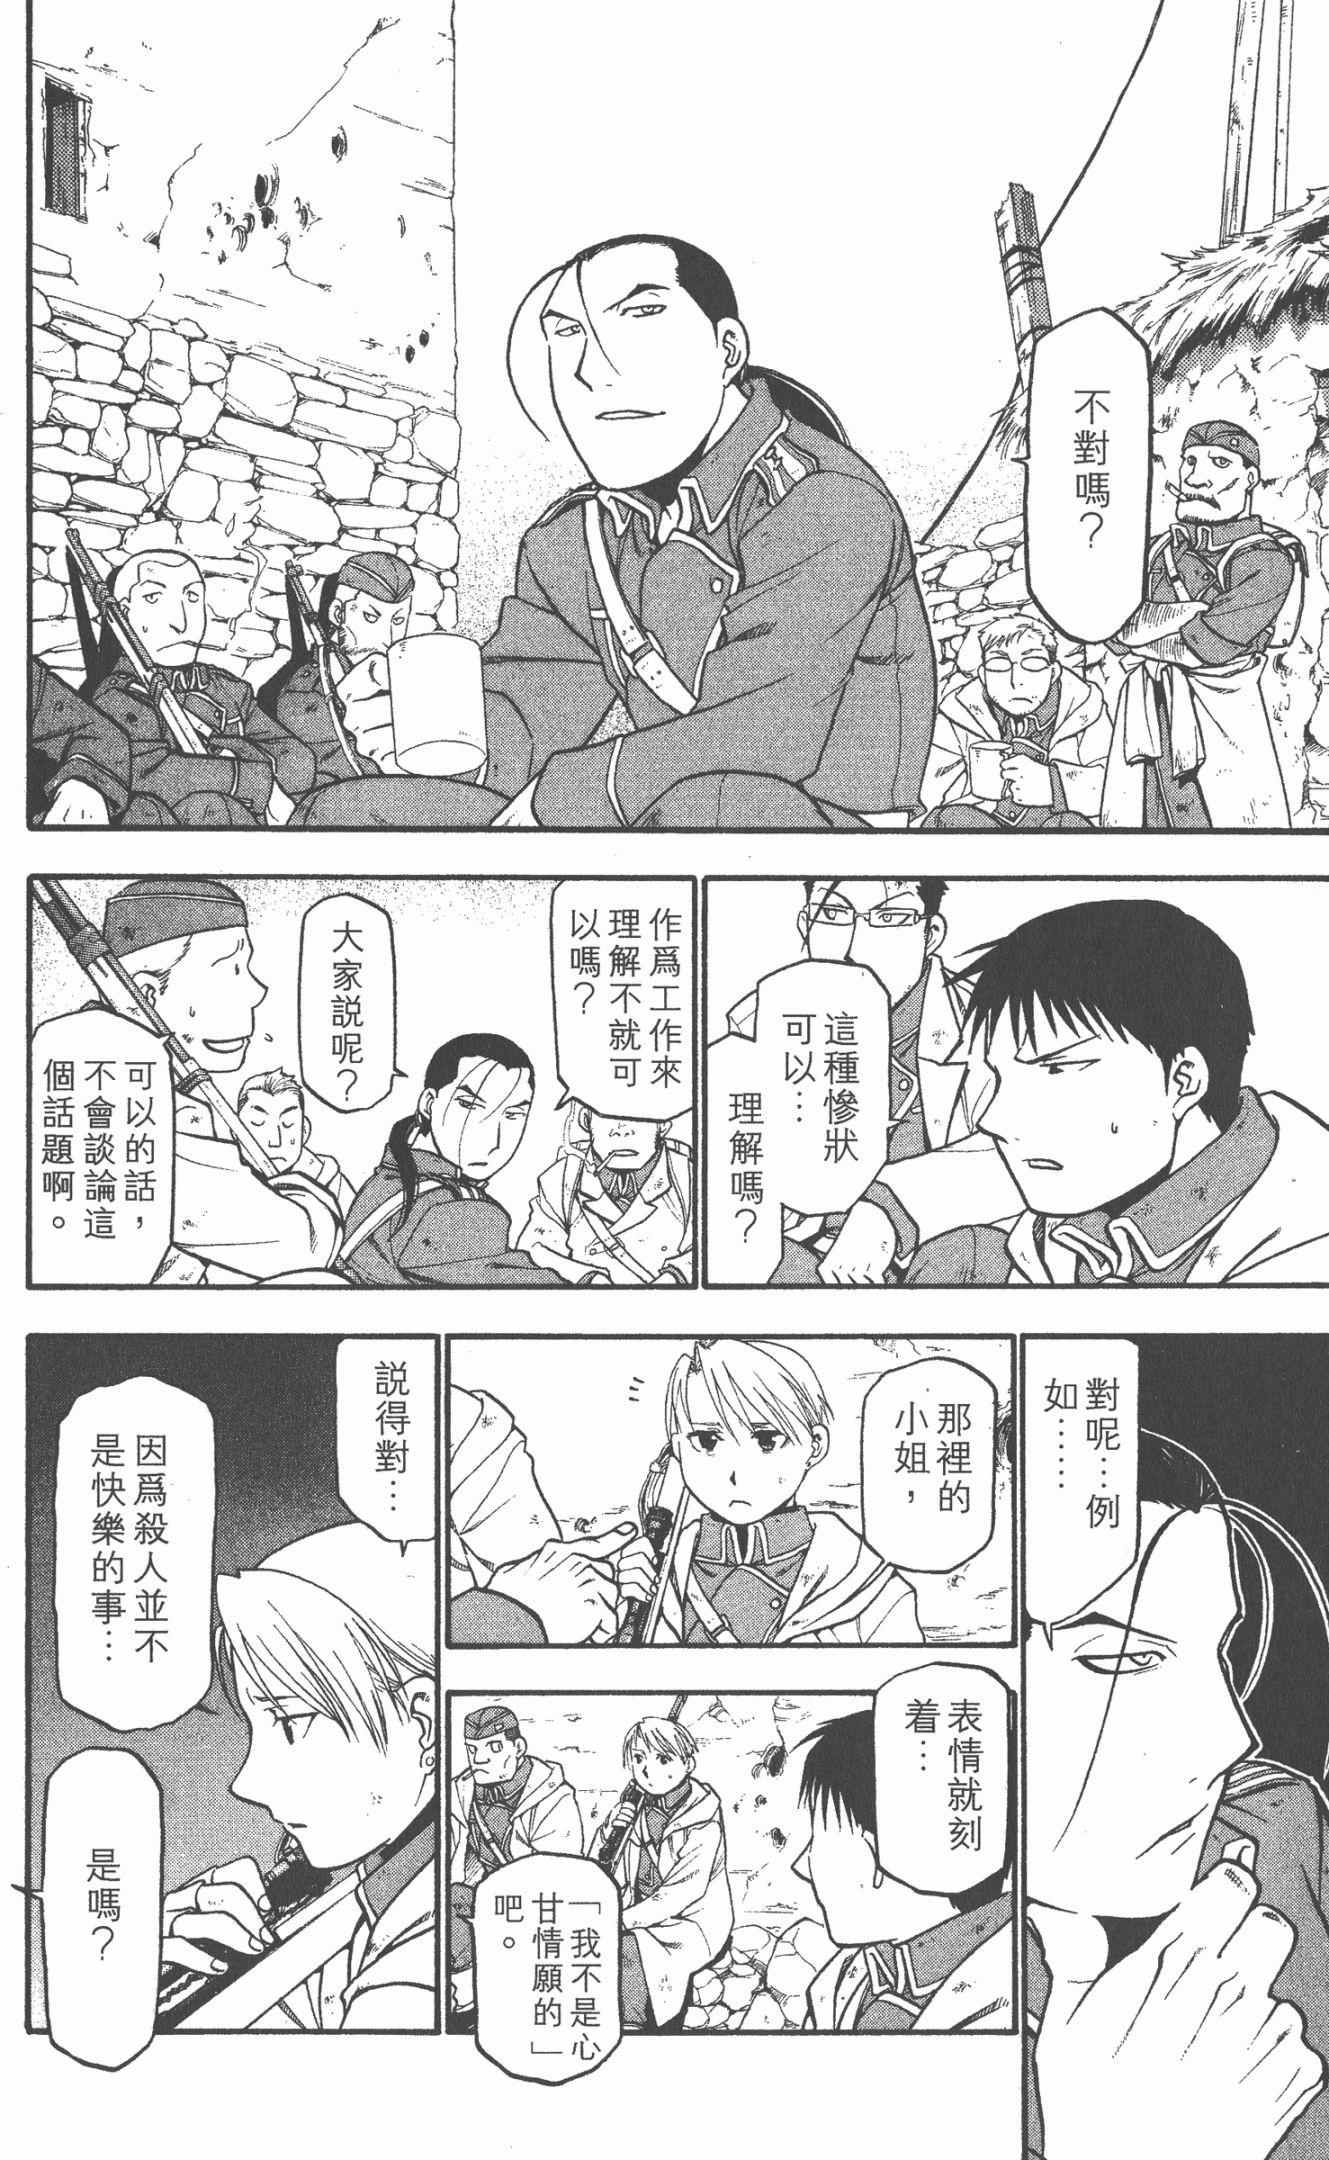 不對嗎？
這種慘狀
可以…
理解嗎？
作爲工作來
理解不就可
以嗎？
大家説呢？
可以的話，
不會談論這
個話題啊。
對呢…例
如……
那裡的
小姐，
表情就刻
着…
「我不是心
甘情願的」
吧。
説得對…
因爲殺人並不
是快樂的事…
是嗎？